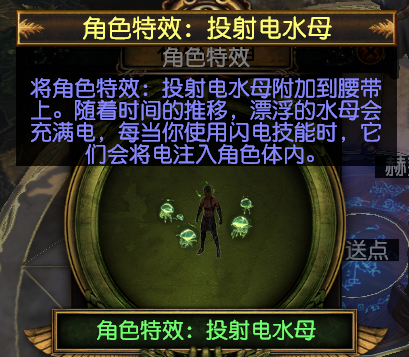 角色特效：投射电水母
角色特效
将角色特效：投射电水母附加到腰带
上。随着时间的推移，漂浮的水母会
充满电，每当你使用闪电技能时，它
们会将电注入角色体内。
赫
送点
角色特效：投射电水母